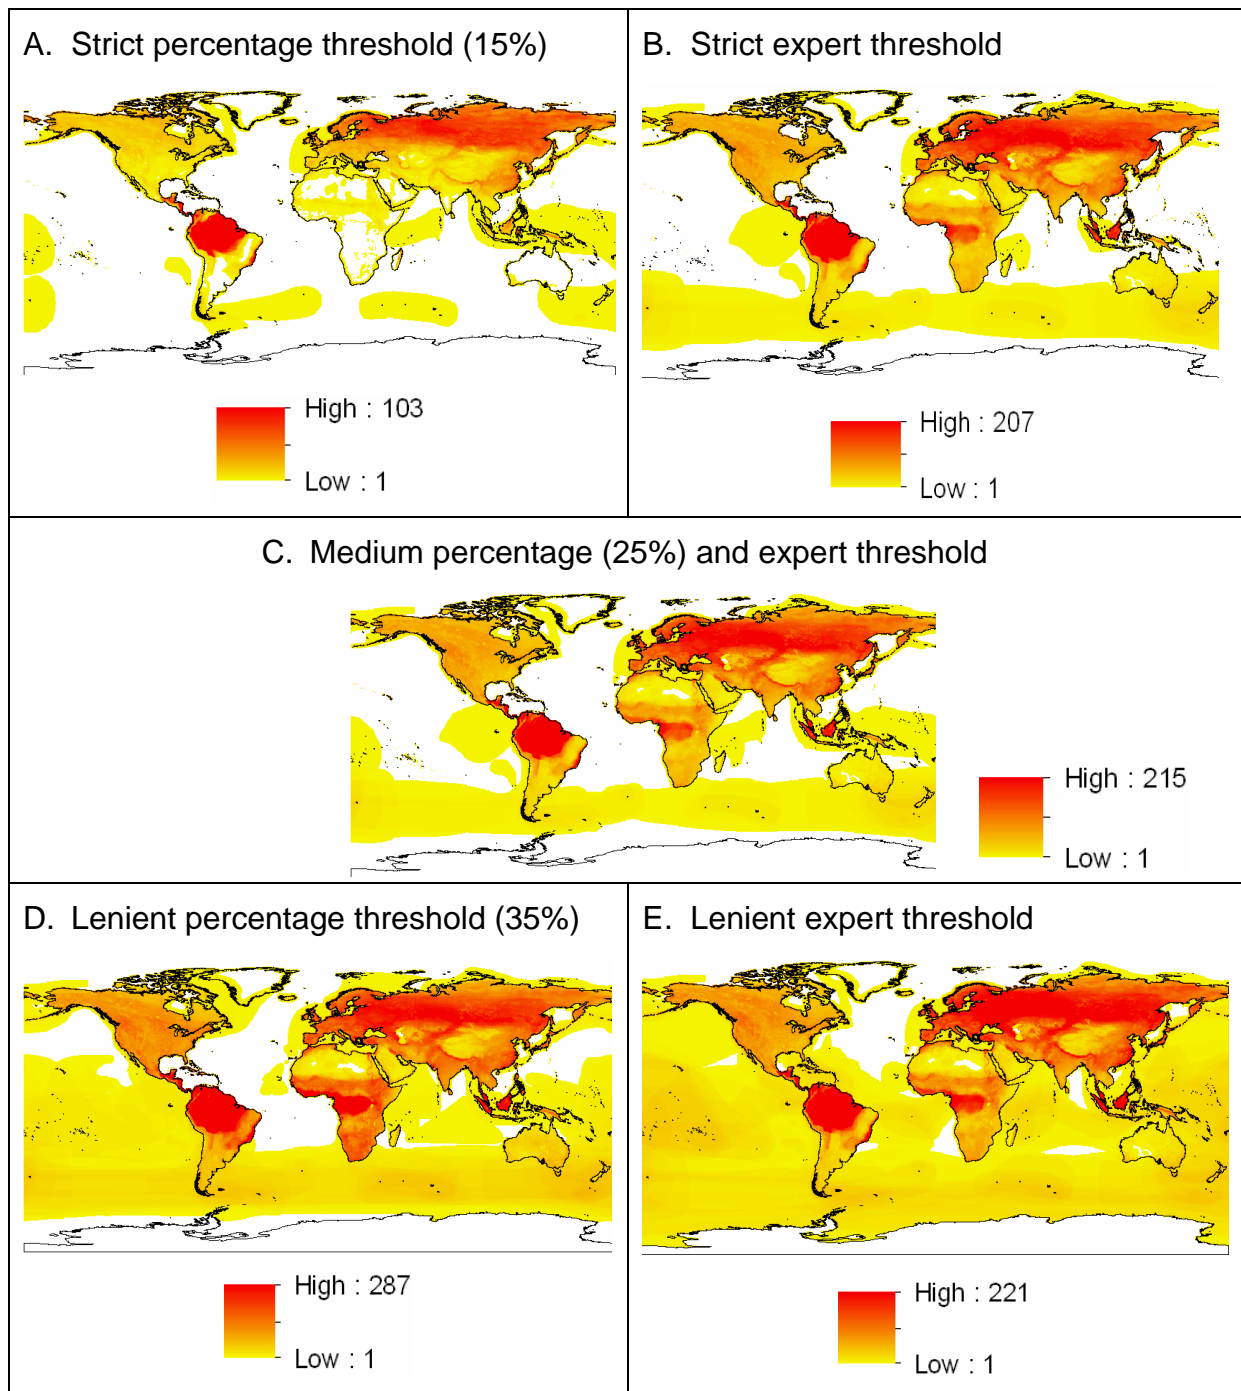 A. Strict percentage threshold (15%)
High : 103
Low : 1
B. Strict expert threshold
High : 207
Low : 1
C. Medium percentage (25%) and expert threshold
High : 215
Low : 1
D. Lenient percentage threshold (35%)
High : 287
Low : 1
E. Lenient expert threshold
High : 221
Low : 1